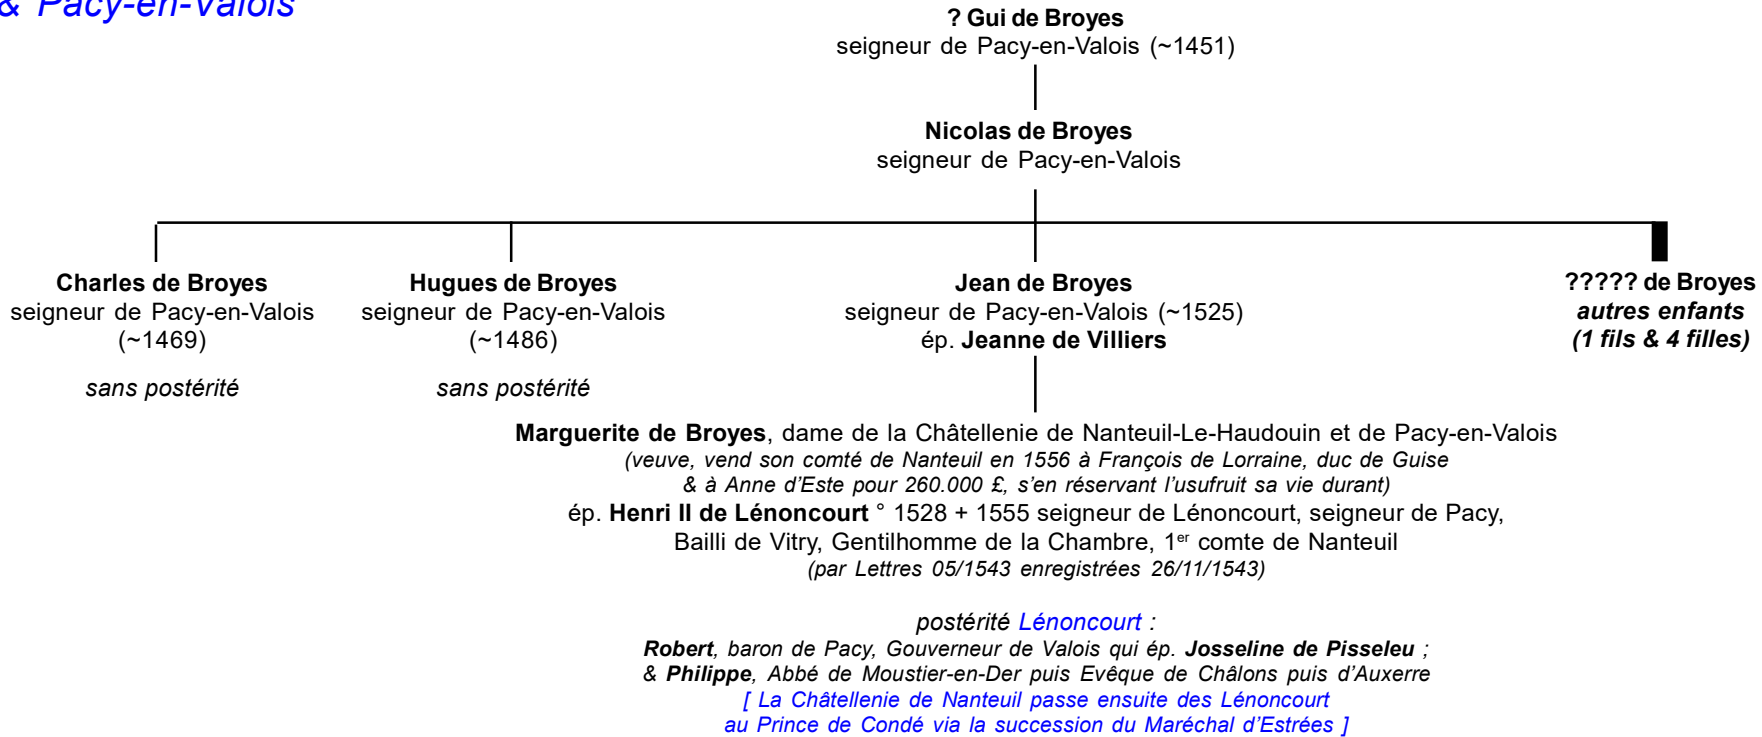 & Pacy-en-Valois
? Gui de Broyes
seigneur de Pacy-en-Valois (~1451)
Nicolas de Broyes
seigneur de Pacy-en-Valois
Charles de Broyes
seigneur de Pacy-en-Valois
(~1469)
sans postérité
Hugues de Broyes
seigneur de Pacy-en-Valois
(~1486)
sans postérité
Jean de Broyes
seigneur de Pacy-en-Valois (~1525)
ép. Jeanne de Villiers
????? de Broyes
autres enfants
(1 fils & 4 filles)
Marguerite de Broyes, dame de la Châtellenie de Nanteuil-Le-Haudouin et de Pacy-en-Valois
(veuve, vend son comté de Nanteuil en 1556 à François de Lorraine, duc de Guise
& à Anne d'Este pour 260.000 £, s'en réservant l'usufruit sa vie durant)
ép. Henri II de Lénoncourt ° 1528 + 1555 seigneur de Lénoncourt, seigneur de Pacy,
Bailli de Vitry, Gentilhomme de la Chambre, 1er comte de Nanteuil
(par Lettres 05/1543 enregistrées 26/11/1543)
postérité Lénoncourt :
Robert, baron de Pacy, Gouverneur de Valois qui ép. Josseline de Pisseleu ;
& Philippe, Abbé de Moustier-en-Der puis Evêque de Châlons puis d'Auxerre
[ La Châtellenie de Nanteuil passe ensuite des Lénoncourt
au Prince de Condé via la succession du Maréchal d'Estrées ]